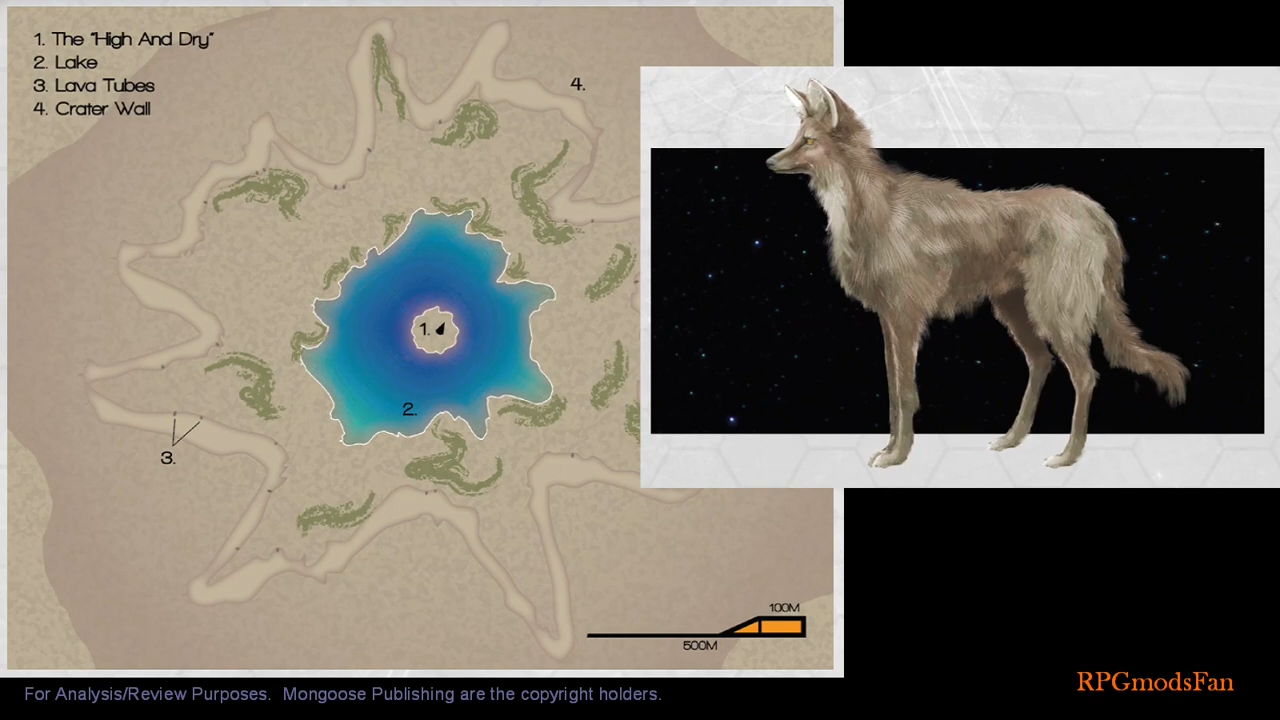 1. The "High And Dry"
2. Lake
3. Lava Tubes
4. Crater Wall
4.
1.
2.
3.
100M
500M
For Analysis/Review Purposes. Mongoose Publishing are the copyright holders.
RPGmodsFan